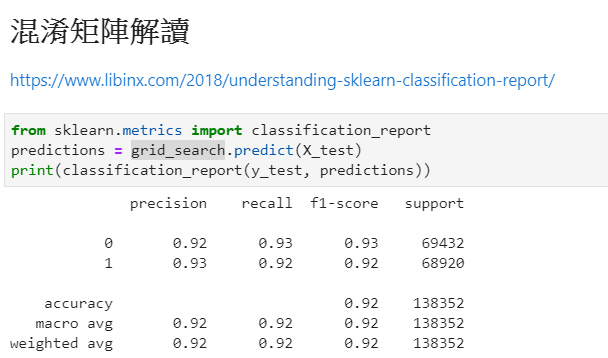 混淆矩陣解讀
https://www.libinx.com/2018/understanding-sklearn-classification-report/
from sklearn.metrics import classification_report
predictions = grid_search.predict(X_test)
print(classification_report(y_test, predictions))
precision recall f1-score support
0 0.92 0.93 0.93 69432
1 0.93 0.92 0.92 68920
accuracy 0.92 138352
macro avg 0.92 0.92 0.92 138352
weighted avg 0.92 0.92 0.92 138352